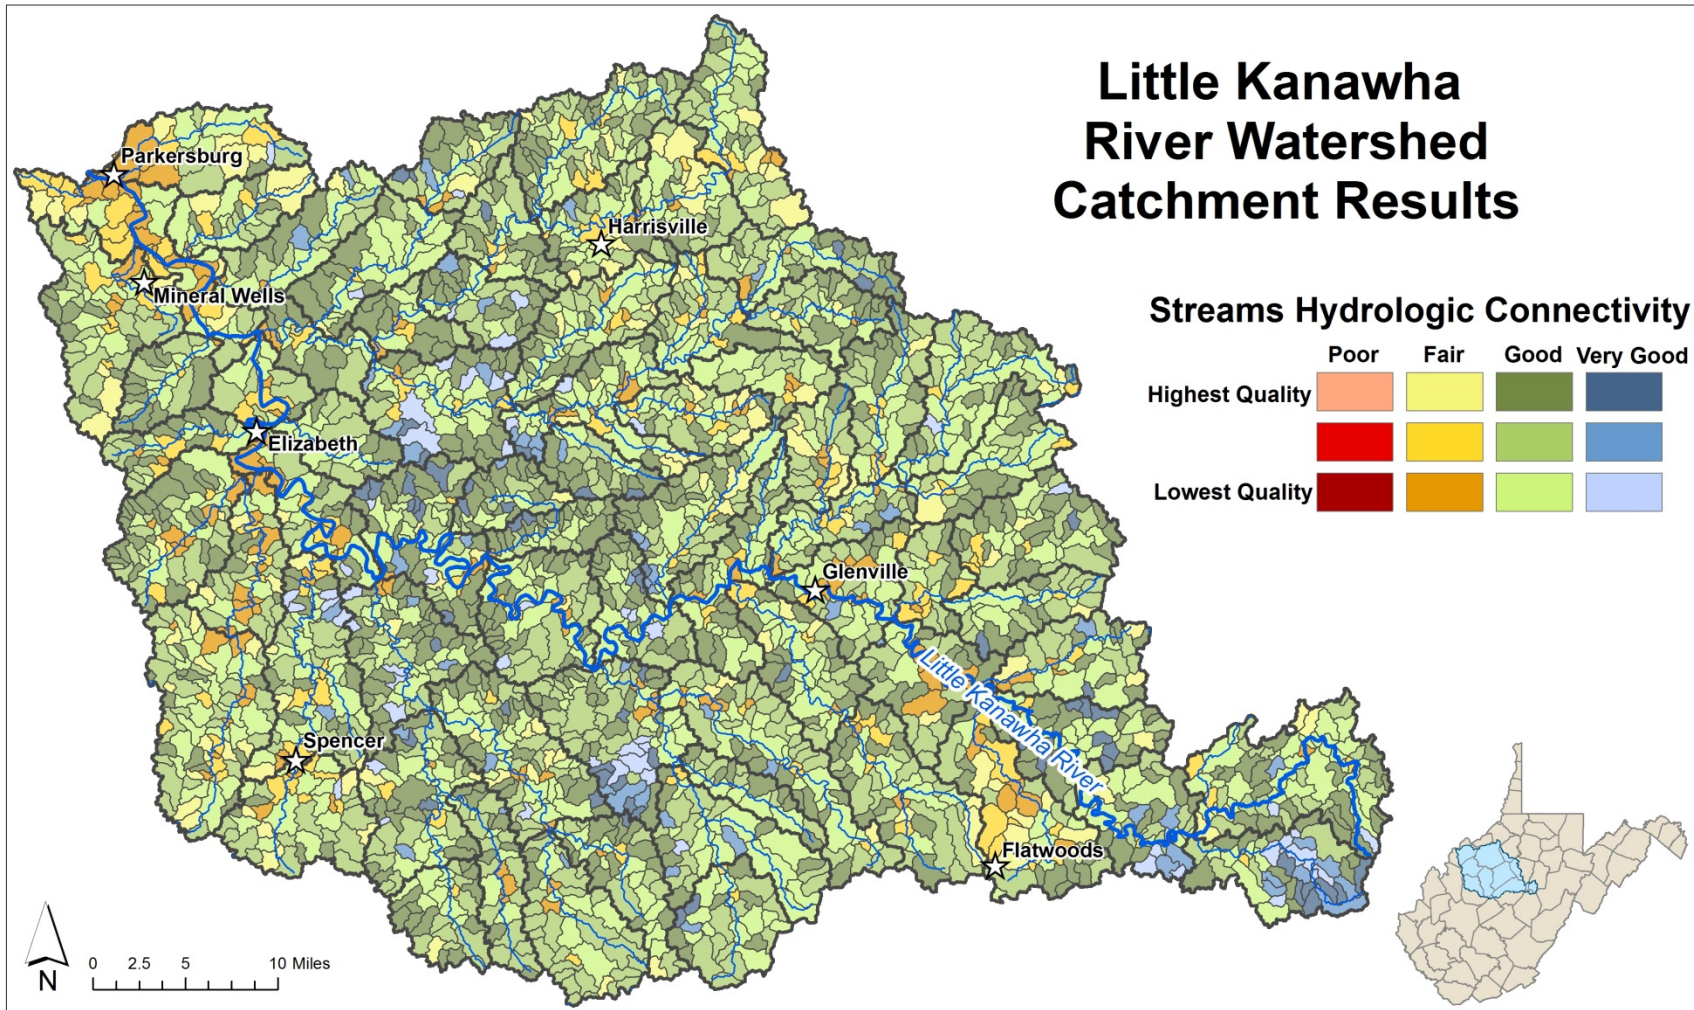 Little Kanawha
River Watershed
Catchment Results
Parkersburg
Harrisville
Mineral Wells
Elizabeth
Glenville
Little Kanawha River
Spencer
Flatwoods
Streams Hydrologic Connectivity
Poor Fair Good Very Good
Highest Quality
Lowest Quality
N
0 2.5 5 10 Miles